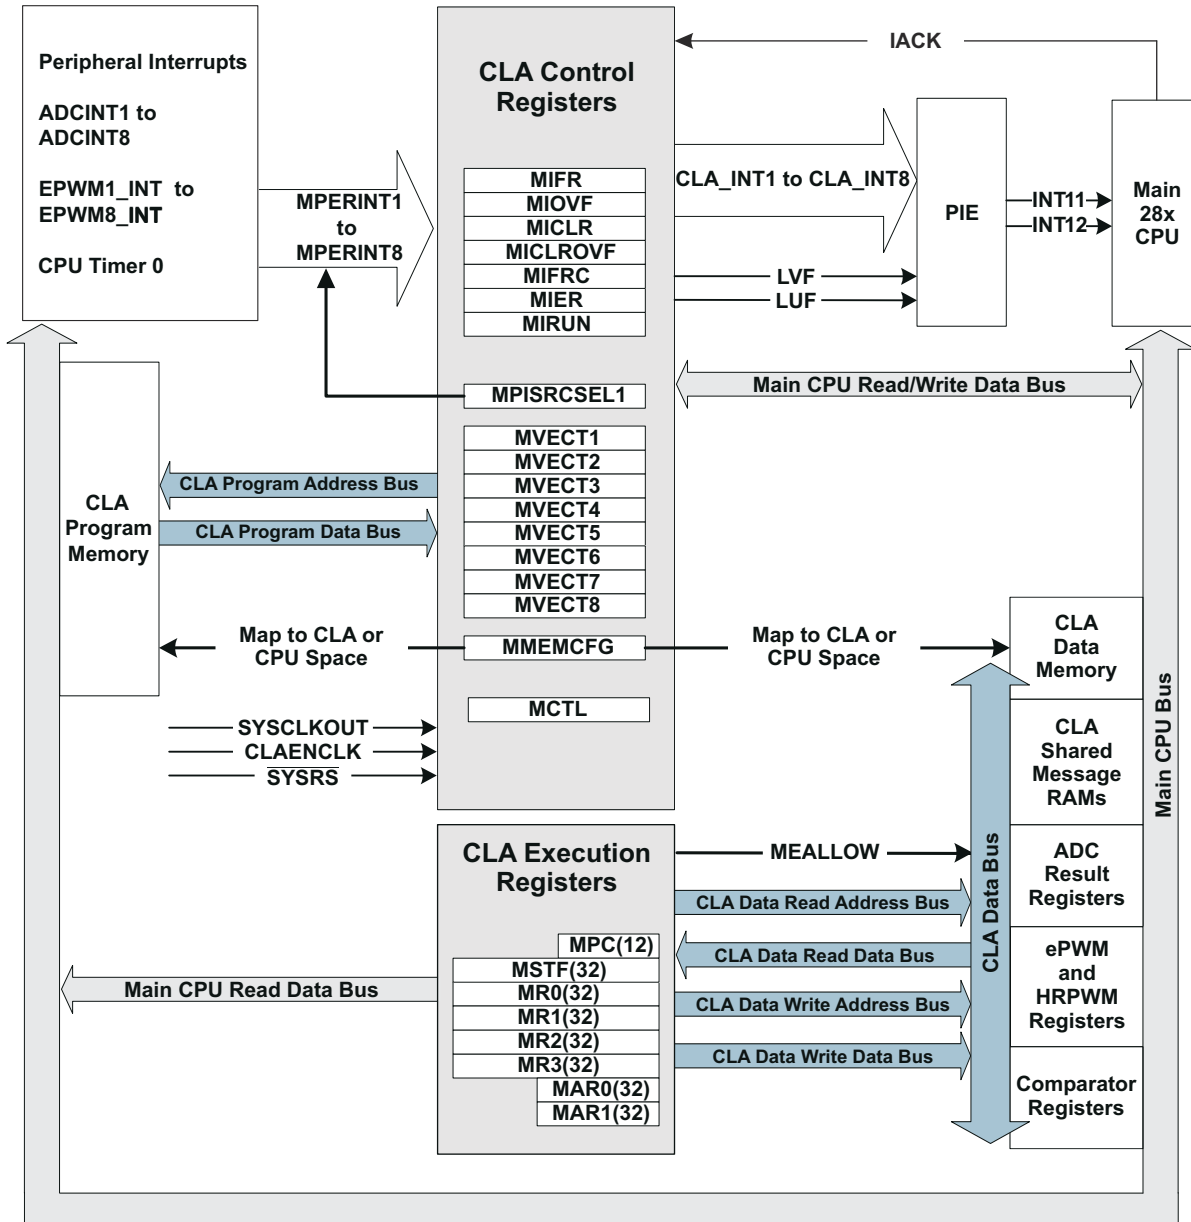 Peripheral Interrupts
ADCINT1 to
ADCINT8
EPWM1_INT to
EPWM8_INT
CPU Timer 0
MPERINT1
to
MPERINT8
CLA Control
Registers
MIFR
MIOVF
MICLR
MICLROVF
MIFRC
MIER
MIRUN
MPISRCSEL1
MVECT1
MVECT2
MVECT3
MVECT4
MVECT5
MVECT6
MVECT7
MVECT8
MMEMCFG
MCTL
IACK
CLA_INT1 to CLA_INT8
LVF
LUF
PIE
INT11
INT12
Main
28x
CPU
Main CPU Read/Write Data Bus
CLA
Program
Memory
CLA Program Address Bus
CLA Program Data Bus
Map to CLA or
CPU Space
Map to CLA or
CPU Space
SYSCLKOUT
CLAENCLK
SYSRS
CLA
Data
Memory
CLA
Shared
Message
RAMs
ADC
Result
Registers
ePWM
and
HRPWM
Registers
Comparator
Registers
Main CPU Bus
CLA Data Bus
CLA Execution
Registers
MPC(12)
MSTF(32)
MR0(32)
MR1(32)
MR2(32)
MR3(32)
MAR0(32)
MAR1(32)
MEALLOW
CLA Data Read Address Bus
CLA Data Read Data Bus
CLA Data Write Address Bus
CLA Data Write Data Bus
Main CPU Read Data Bus